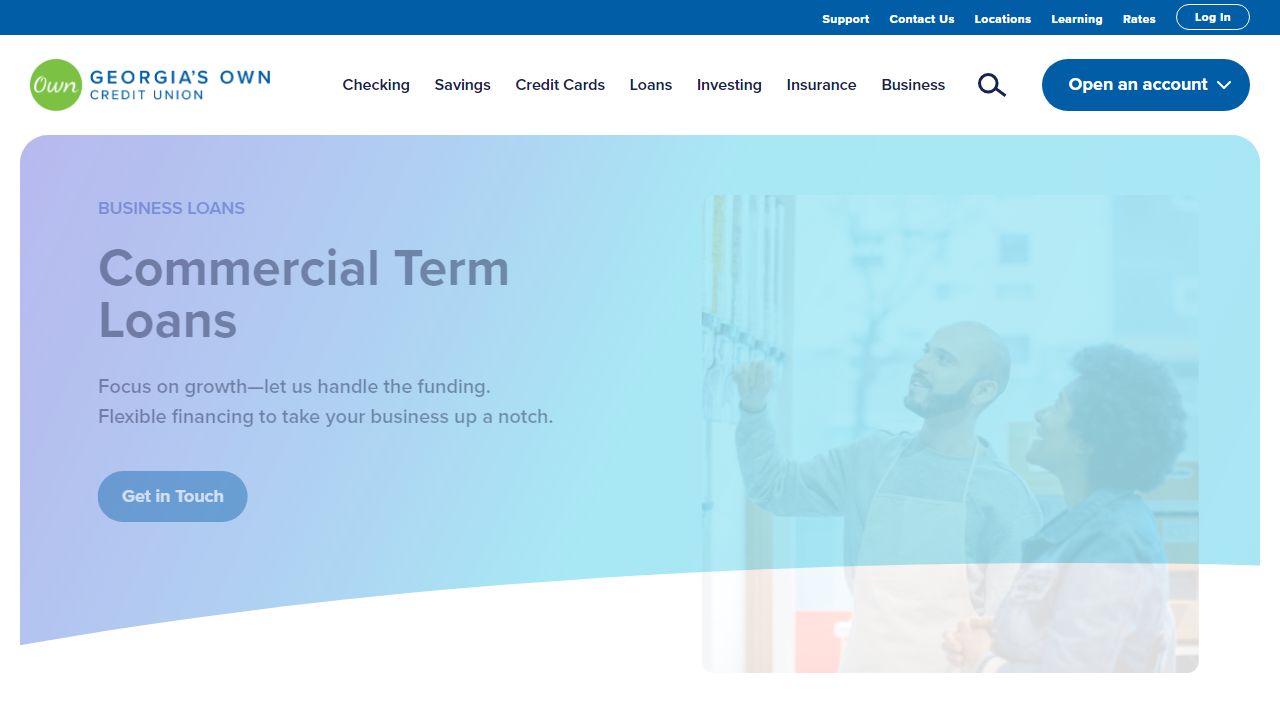 Support Contact Us Locations Learning Rates Log In
Own GEORGIA'S OWN
CREDIT UNION
Checking Savings Credit Cards Loans Investing Insurance Business Open an account
BUSINESS LOANS
Commercial Term
Loans
Focus on growth—let us handle the funding.
Flexible financing to take your business up a notch.
Get in Touch